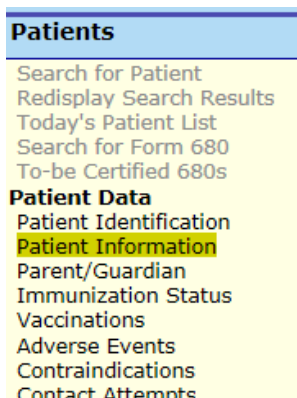 Patients
Search for Patient
Redisplay Search Results
Today's Patient List
Search for Form 680
To-be Certified 680s
Patient Data
Patient Identification
Patient Information
Parent/Guardian
Immunization Status
Vaccinations
Adverse Events
Contraindications
Contact Attempts